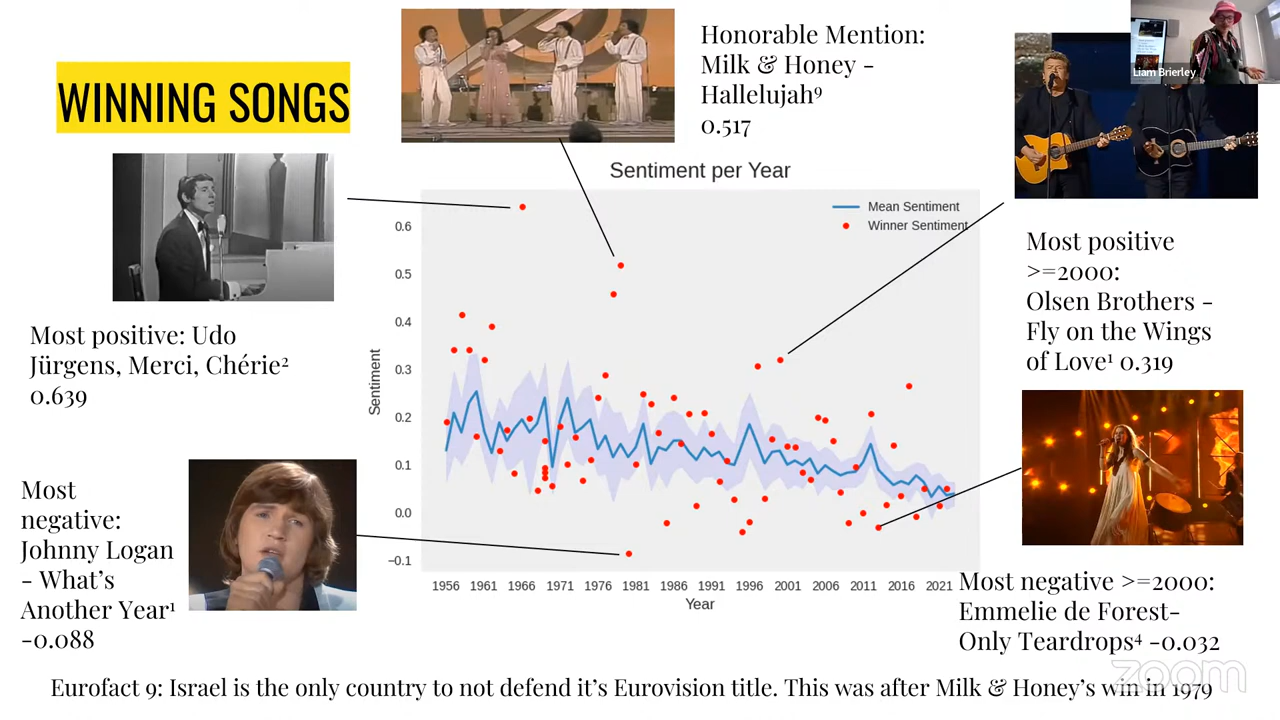 WINNING SONGS
Honorable Mention:
Milk & Honey -
Hallelujah⁹
0.517
Liam Brierley
Most positive: Udo
Jürgens, Merci, Chérie²
0.639
Most
negative:
Johnny Logan
- What's
Another Year¹
-0.088
Sentiment per Year
Mean Sentiment
Winner Sentiment
Sentiment
0.6
0.5
0.4
0.3
0.2
0.1
0.0
−0.1
1956 1961 1966 1971 1976 1981 1986 1991 1996 2001 2006 2011 2016 2021
Year
Most positive
>=2000:
Olsen Brothers -
Fly on the Wings
of Love¹ 0.319
Most negative >=2000:
Emmelie de Forest-
Only Teardrops⁴ -0.032
Eurofact 9: Israel is the only country to not defend it's Eurovision title. This was after Milk & Honey's win in 1979
zoom